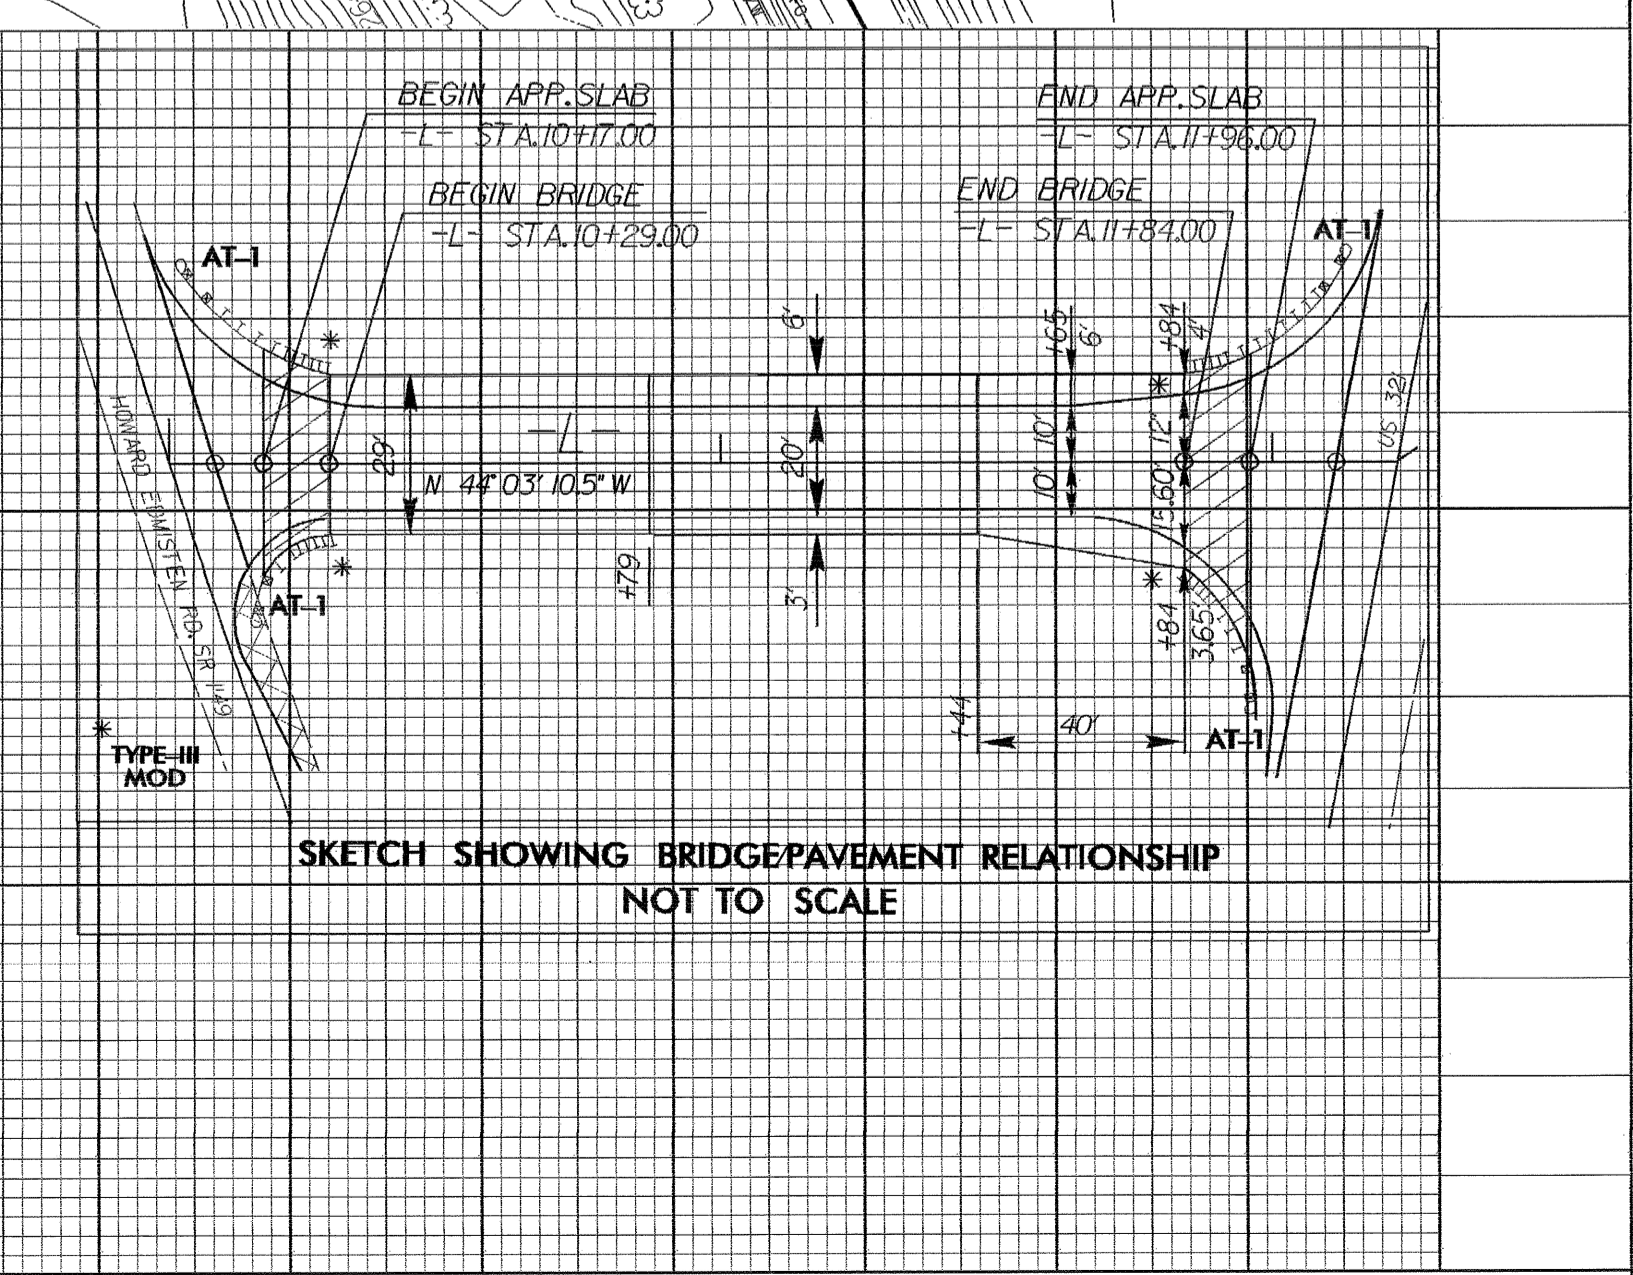 BEGIN APP. SLAB
-L- STA. 10+17.00
BEGIN BRIDGE
-L- STA. 10+29.00
END APP. SLAB
-L- STA. 11+96.00
END BRIDGE
-L- STA. 11+84.00
AT-1
AT-1
6'
+65
6'
+84
4'
*
*
HOWARD EDMISTEN RD. SR 1149
29'
-L-
N 44° 03' 10.5" W
20'
10'
10'
12"
15.60'
US 321
+79
3'
*
*
AT-1
+84
3.65'
+44
40'
AT-1
*
TYPE-III
MOD
SKETCH SHOWING BRIDGE/PAVEMENT RELATIONSHIP
NOT TO SCALE